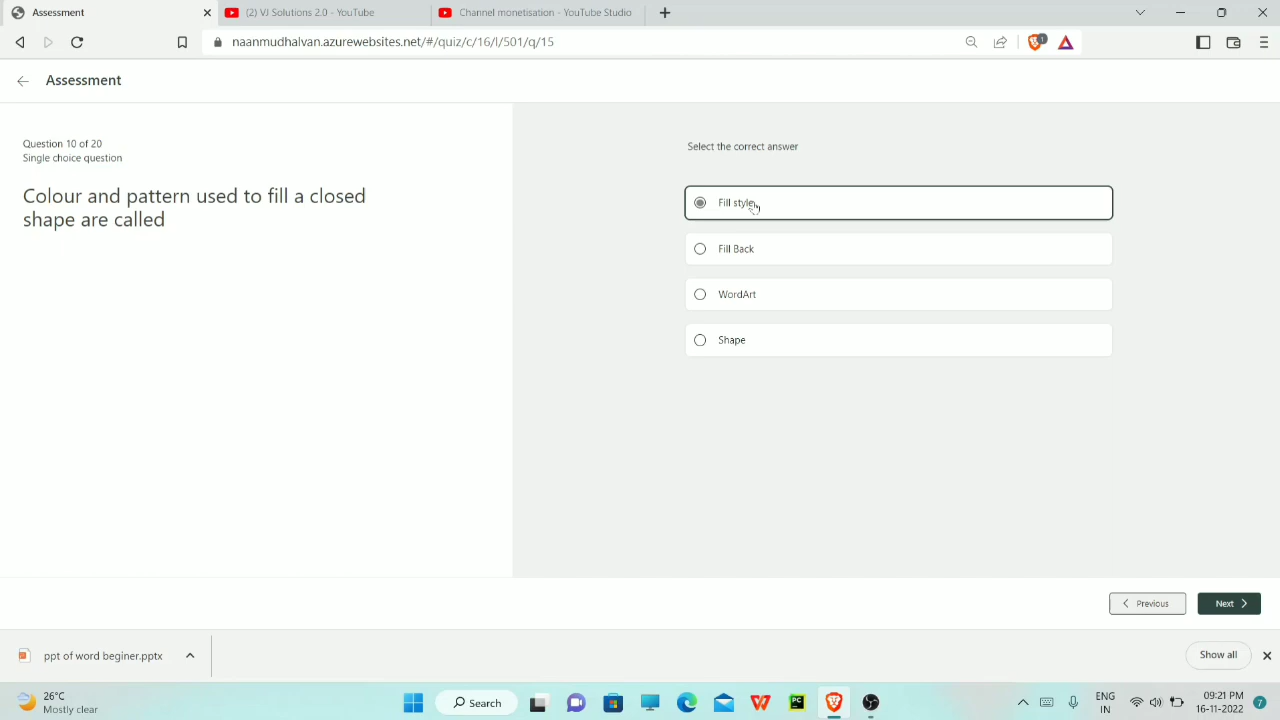 Assessment
(2) VJ Solutions 2.0 - YouTube
Channel monetisation - YouTube Studio
naanmudhalvan.azurewebsites.net/#/quiz/c/16/l/501/q/15
1
Assessment
Question 10 of 20
Single choice question
Colour and pattern used to fill a closed
shape are called
Select the correct answer
Fill style
Fill Back
WordArt
Shape
Previous
Next
ppt of word beginer.pptx
Show all
26°C
Mostly clear
Search
PC
ENG
IN
09:21 PM
16-11-2022
7